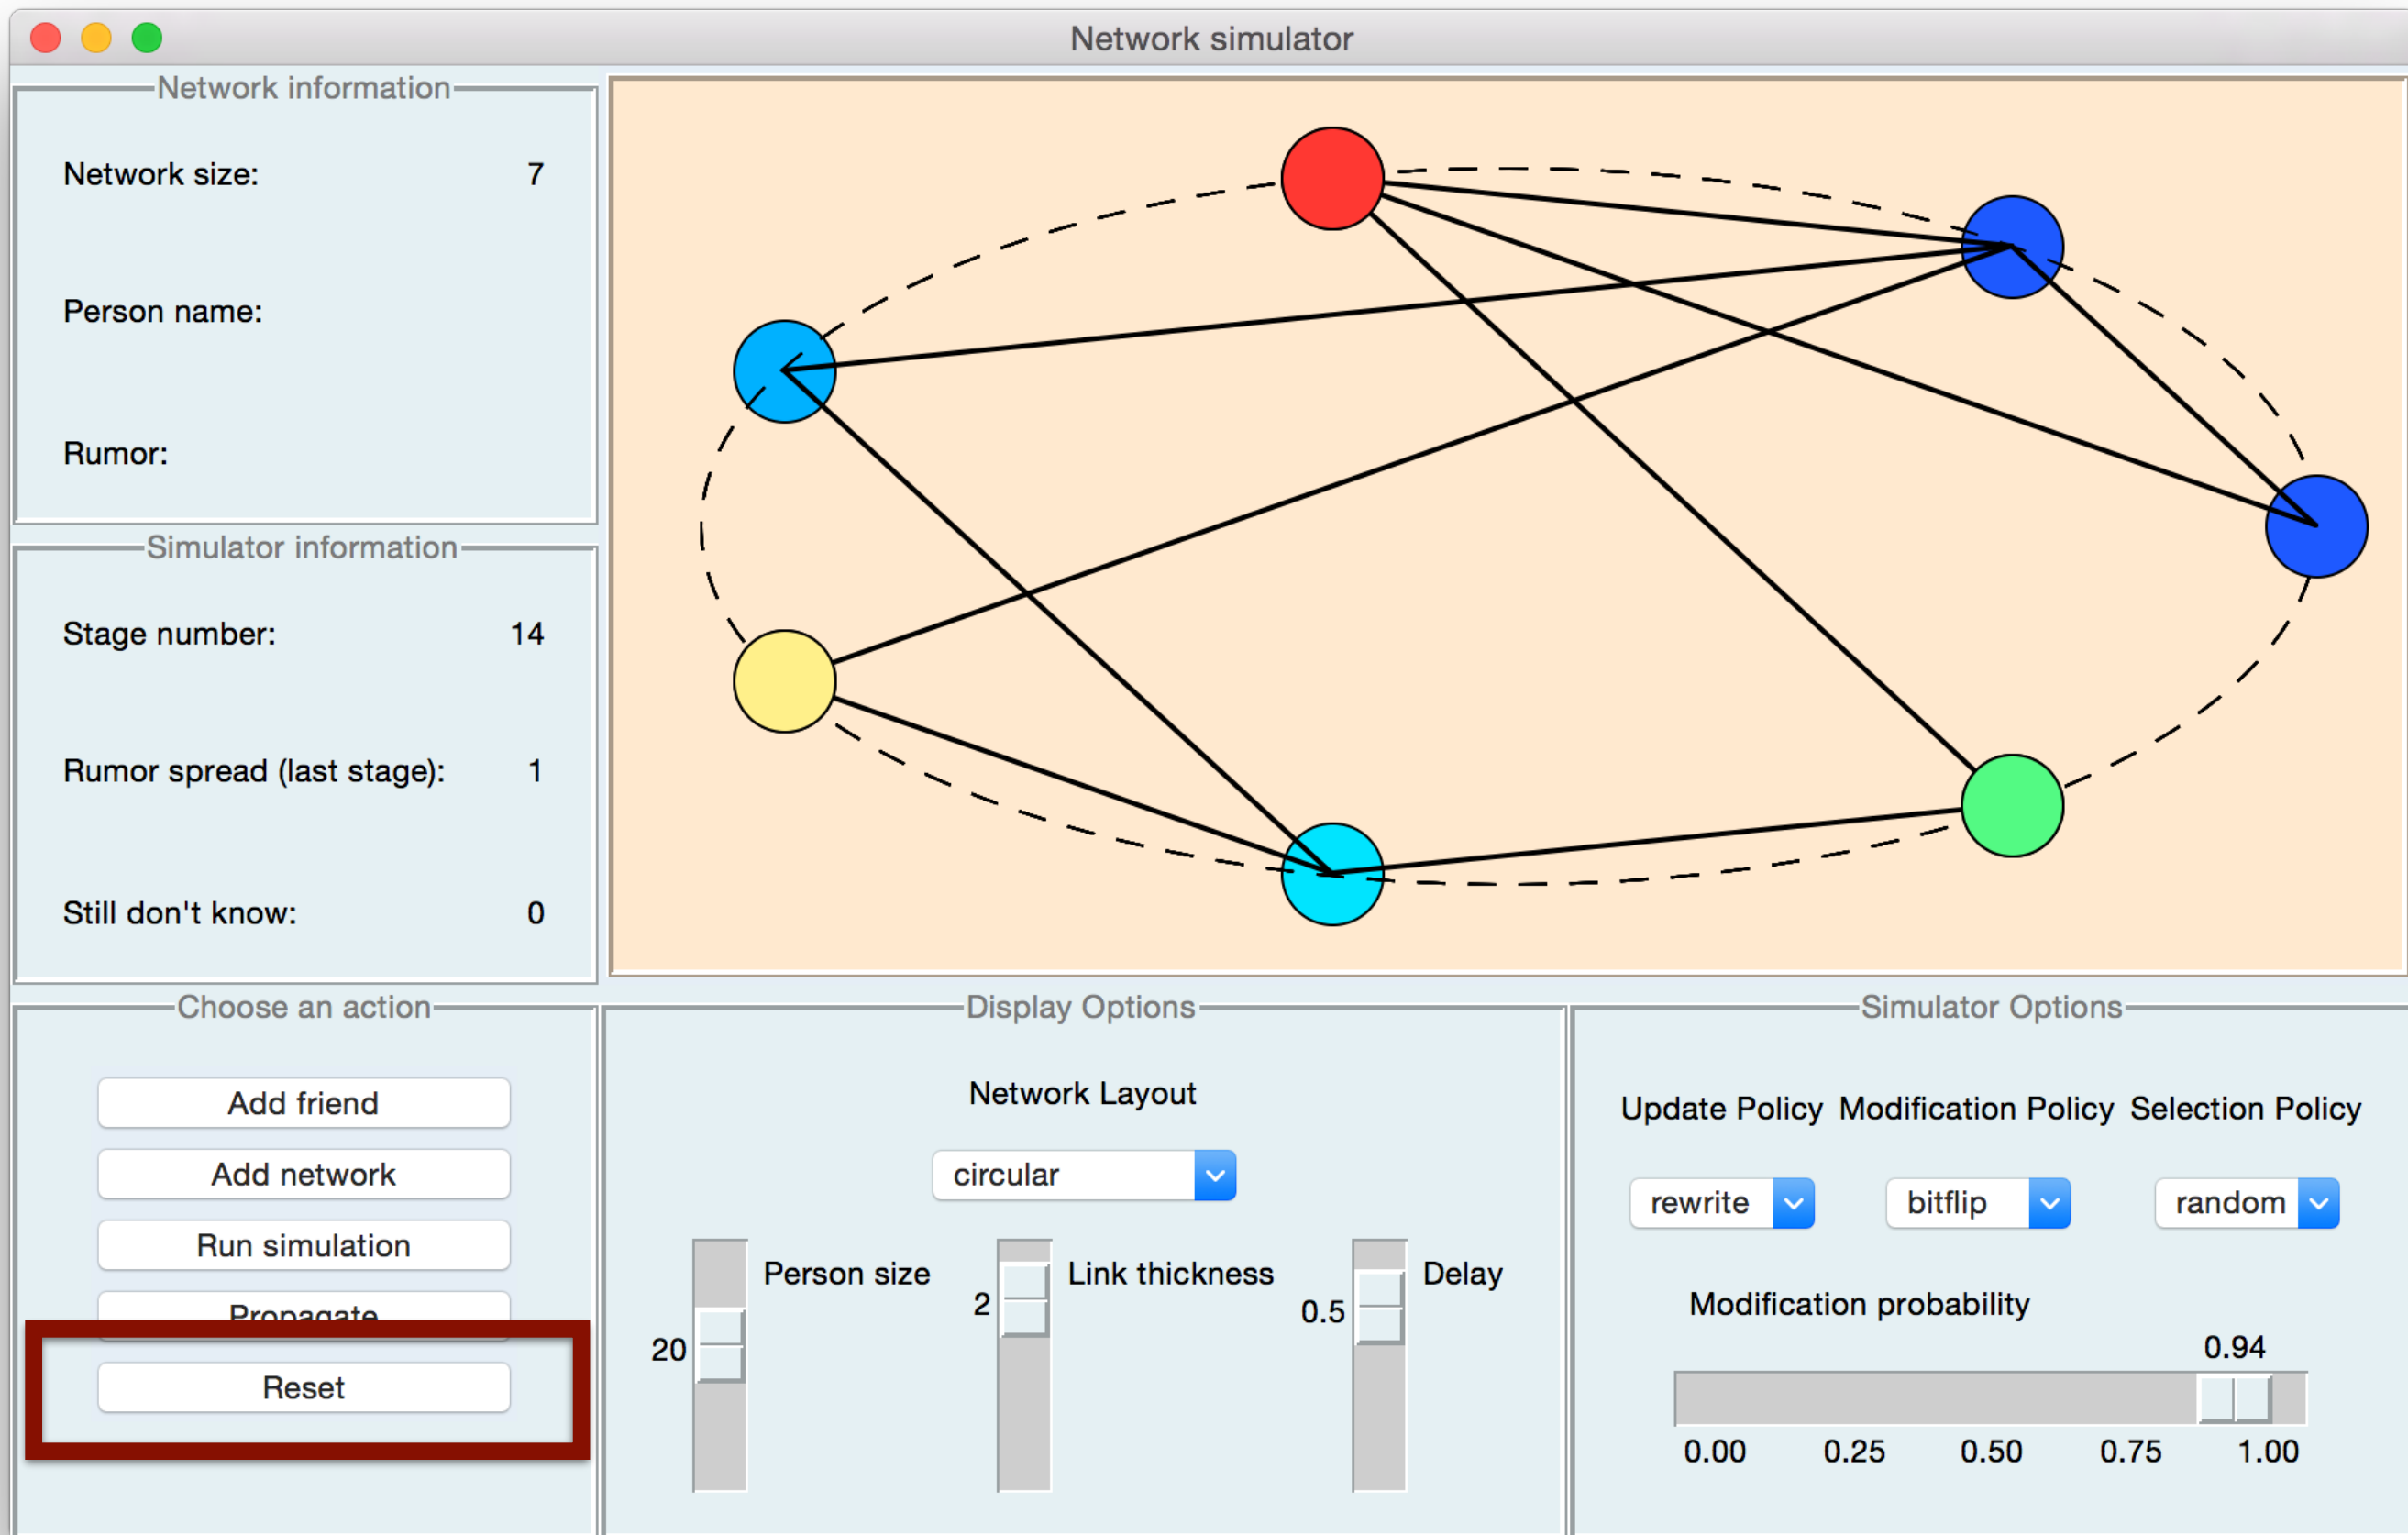 Network simulator
Network information
Network size: 7
Person name:
Rumor:
Simulator information
Stage number: 14
Rumor spread (last stage): 1
Still don't know: 0
Choose an action
Add friend
Add network
Run simulation
Propagate
Reset
Display Options
Network Layout
circular
Person size
20
Link thickness
2
Delay
0.5
Simulator Options
Update Policy Modification Policy Selection Policy
rewrite bitflip random
Modification probability
0.94
0.00 0.25 0.50 0.75 1.00